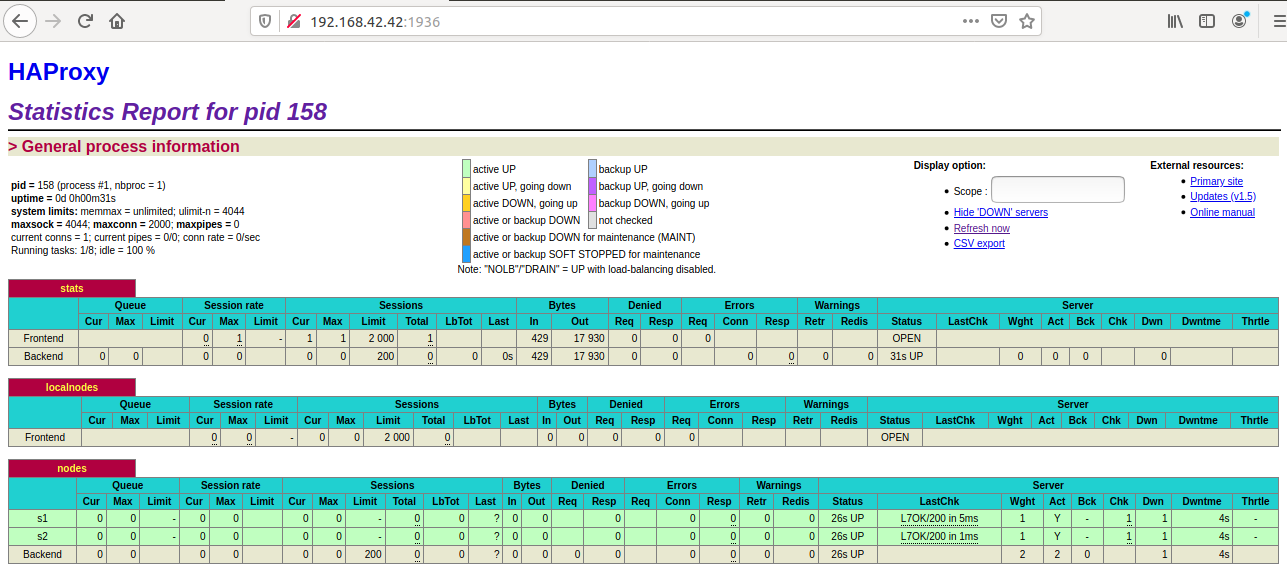 192.168.42.42:1936
HAProxy
Statistics Report for pid 158
> General process information
pid = 158 (process #1, nbproc = 1)
uptime = 0d 0h00m31s
system limits: memmax = unlimited; ulimit-n = 4044
maxsock = 4044; maxconn = 2000; maxpipes = 0
current conns = 1; current pipes = 0/0; conn rate = 0/sec
Running tasks: 1/8; idle = 100 %
active UP backup UP
active UP, going down backup UP, going down
active DOWN, going up backup DOWN, going up
active or backup DOWN not checked
active or backup DOWN for maintenance (MAINT)
active or backup SOFT STOPPED for maintenance
Note: "NOLB"/"DRAIN" = UP with load-balancing disabled.
Display option:
Scope :
Hide 'DOWN' servers
Refresh now
CSV export
External resources:
Primary site
Updates (v1.5)
Online manual
stats
Queue Session rate Sessions Bytes Denied Errors Warnings Server
Cur Max Limit Cur Max Limit Cur Max Limit Total LbTot Last In Out Req Resp Req Conn Resp Retr Redis Status LastChk Wght Act Bck Chk Dwn Dwntme Thrtle
Frontend 0 1 - 1 1 2 000 1 429 17 930 0 0 0 OPEN
Backend 0 0 0 0 0 0 200 0 0 0s 429 17 930 0 0 0 0 0 0 31s UP 0 0 0 0
localnodes
Queue Session rate Sessions Bytes Denied Errors Warnings Server
Cur Max Limit Cur Max Limit Cur Max Limit Total LbTot Last In Out Req Resp Req Conn Resp Retr Redis Status LastChk Wght Act Bck Chk Dwn Dwntme Thrtle
Frontend 0 0 - 0 0 2 000 0 0 0 0 0 0 OPEN
nodes
Queue Session rate Sessions Bytes Denied Errors Warnings Server
Cur Max Limit Cur Max Limit Cur Max Limit Total LbTot Last In Out Req Resp Req Conn Resp Retr Redis Status LastChk Wght Act Bck Chk Dwn Dwntme Thrtle
s1 0 0 - 0 0 0 0 - 0 0 ? 0 0 0 0 0 0 0 26s UP L7OK/200 in 5ms 1 Y - 1 1 4s -
s2 0 0 - 0 0 0 0 - 0 0 ? 0 0 0 0 0 0 0 26s UP L7OK/200 in 1ms 1 Y - 1 1 4s -
Backend 0 0 0 0 0 0 200 0 0 ? 0 0 0 0 0 0 0 0 26s UP 2 2 0 1 4s